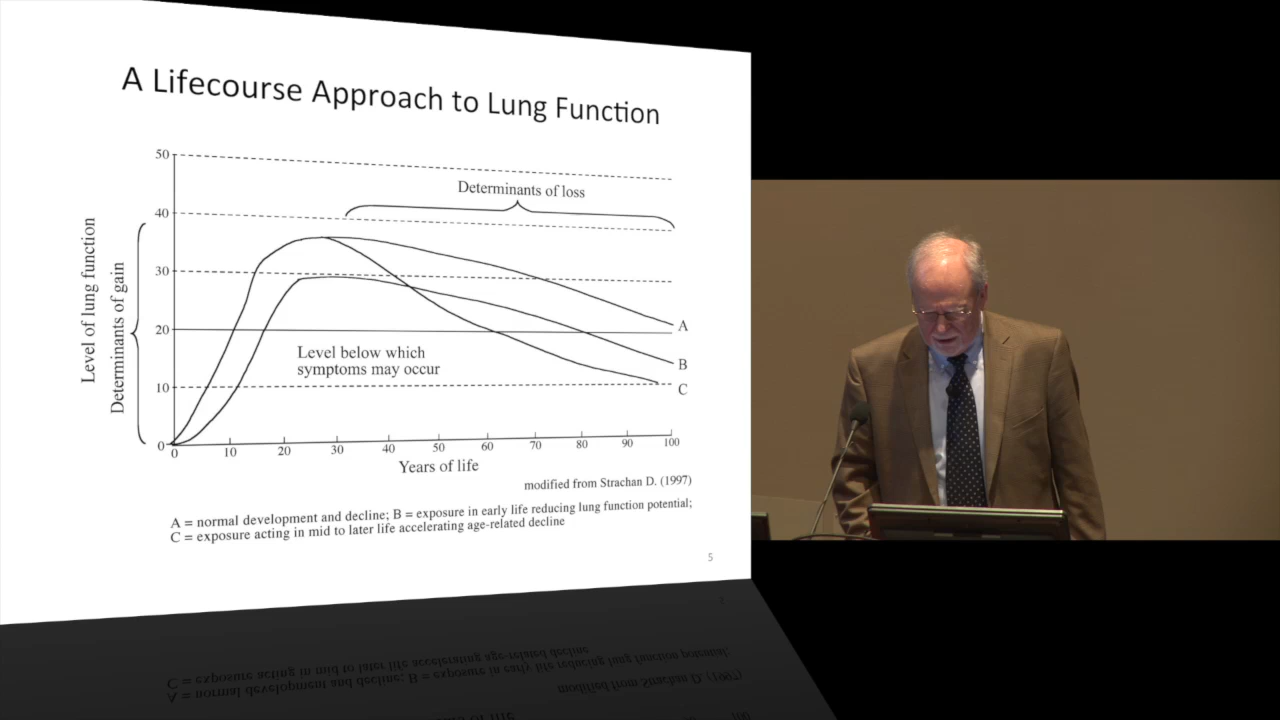 A Lifecourse Approach to Lung Function
50
40
30
20
10
0
Level of lung function
Determinants of gain
Determinants of loss
Level below which
symptoms may occur
A
B
C
0 10 20 30 40 50 60 70 80 90 100
Years of life
modified from Strachan D. (1997)
A = normal development and decline; B = exposure in early life reducing lung function potential;
C = exposure acting in mid to later life accelerating age-related decline
5